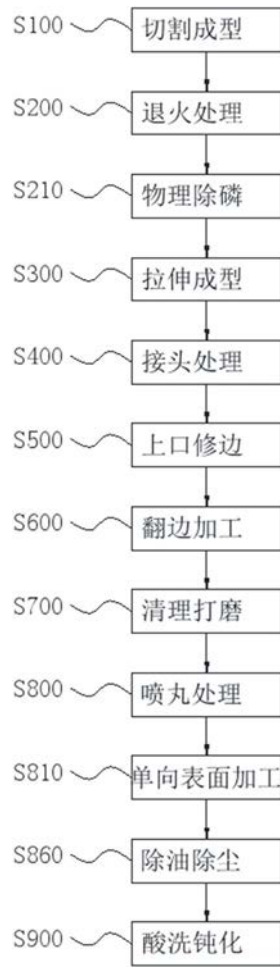 S100 切割成型
S200 退火处理
S210 物理除磷
S300 拉伸成型
S400 接头处理
S500 上口修边
S600 翻边加工
S700 清理打磨
S800 喷丸处理
S810 单向表面加工
S860 除油除尘
S900 酸洗钝化